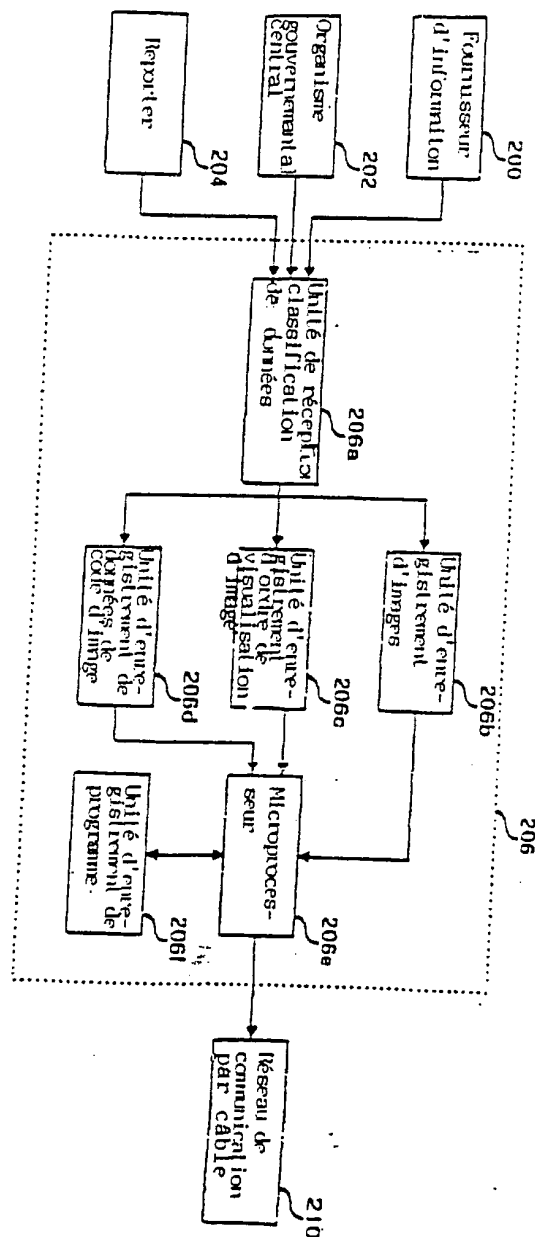 Fournisseur
d'information
200
Organisme
gouvernemental
central
202
Reporter
204
206
Unité de réception
classification
de données
206a
Unité d'enre-
gistrement
d'images
206b
Unité d'enre-
gistrement
d'ordre de
visualisation
d'image
206c
Unité d'enre-
gistrement de
données de
code d'image
206d
Microproces-
seur
206e
Unité d'enre-
gistrement de
programme.
206f
Réseau de
communication
par câble
210